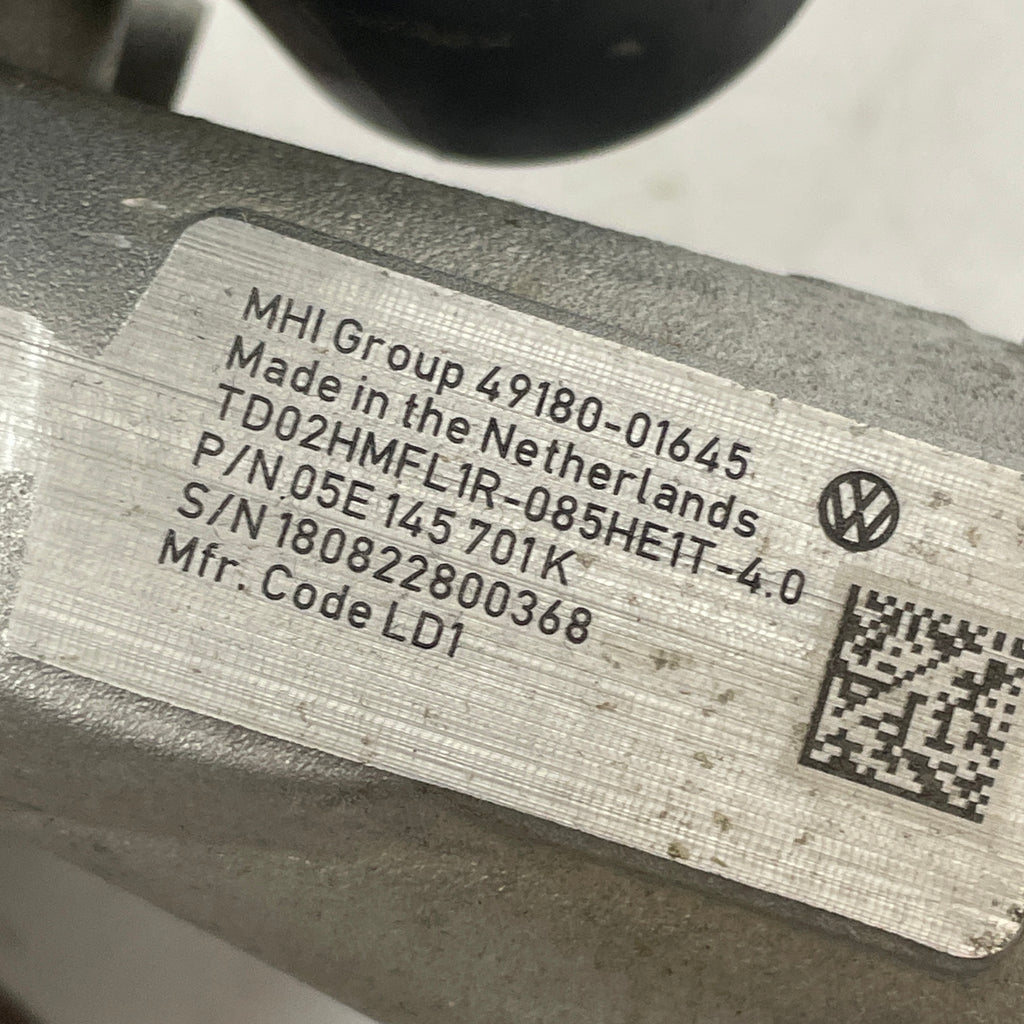 MHI Group 49180-01645
Made in the Netherlands
TD02HMFL1R-085HE1T-4.0
P/N 05E 145 701 K
S/N 180822800368
Mfr. Code LD1